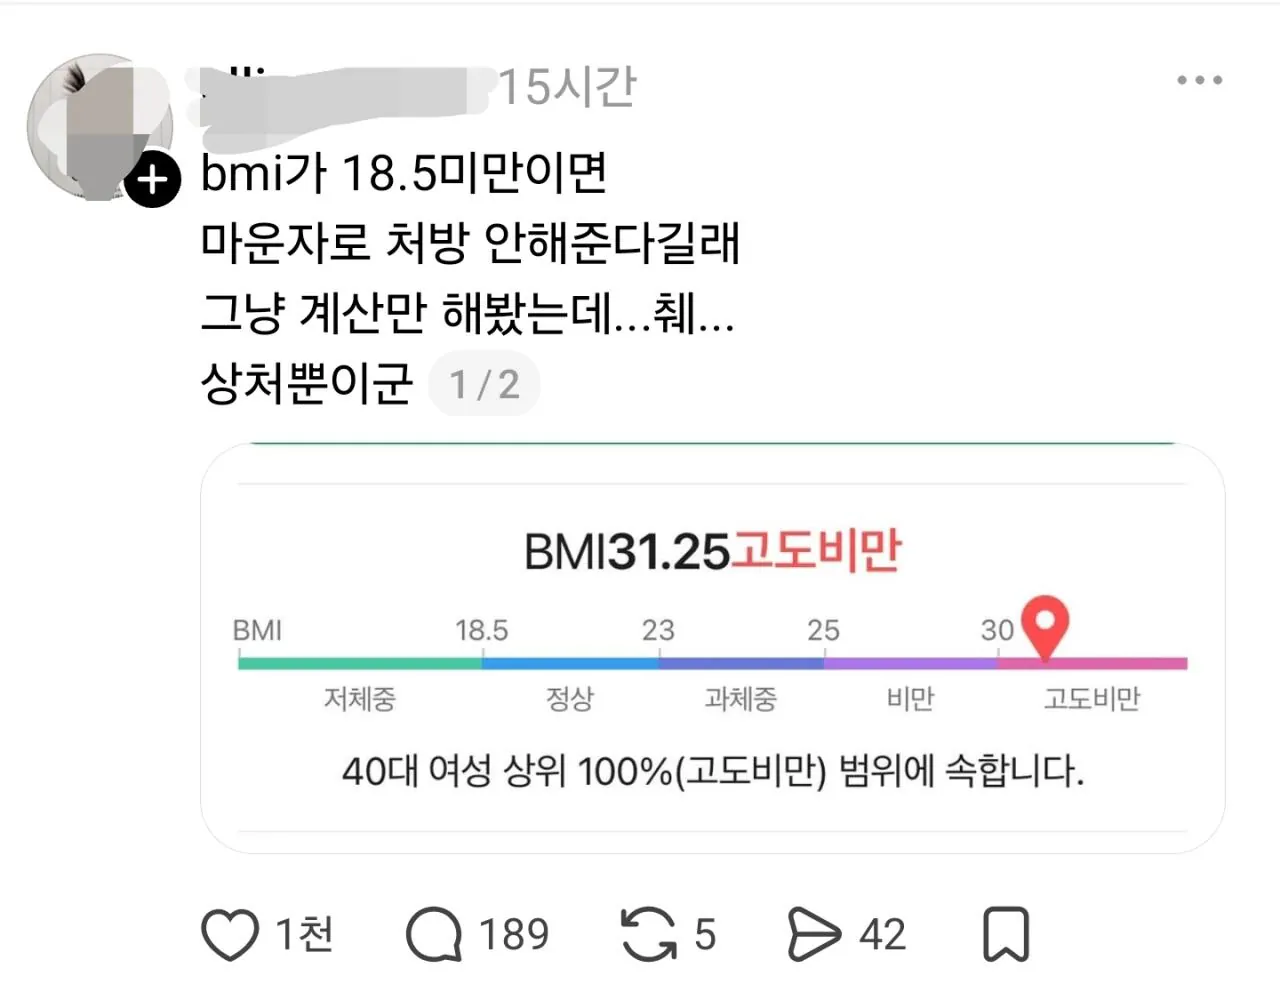 15시간
bmi가 18.5미만이면
마운자로 처방 안해준다길래
그냥 계산만 해봤는데...췌...
상처뿐이군 1/2
BMI31.25고도비만
BMI 18.5 23 25 30
저체중 정상 과체중 비만 고도비만
40대 여성 상위 100%(고도비만) 범위에 속합니다.
1천 189 5 42